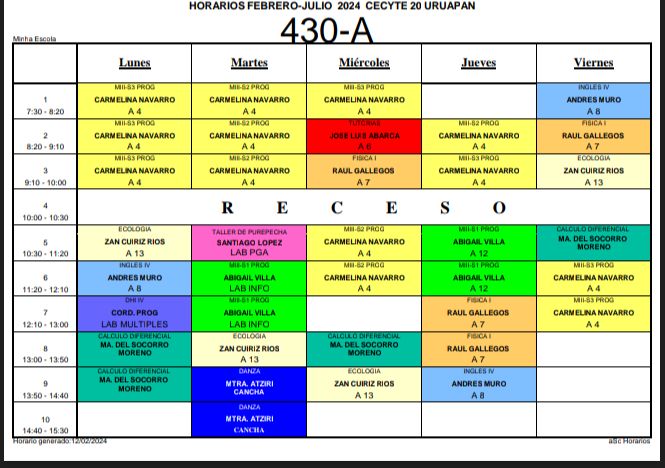 HORARIOS FEBRERO-JULIO 2024 CECYTE 20 URUAPAN
430-A
Minha Escola
Lunes Martes Miércoles Jueves Viernes
1
7:30 - 8:20
MIII-S3 PROG
CARMELINA NAVARRO
A 4
MIII-S2 PROG
CARMELINA NAVARRO
A 4
MIII-S3 PROG
CARMELINA NAVARRO
A 4
INGLES IV
ANDRES MURO
A 8
2
8:20 - 9:10
MIII-S3 PROG
CARMELINA NAVARRO
A 4
MIII-S2 PROG
CARMELINA NAVARRO
A 4
TUTORIAS
JOSE LUIS ABARCA
A 6
MIII-S2 PROG
CARMELINA NAVARRO
A 4
FISICA I
RAUL GALLEGOS
A 7
3
9:10 - 10:00
MIII-S3 PROG
CARMELINA NAVARRO
A 4
MIII-S2 PROG
CARMELINA NAVARRO
A 4
FISICA I
RAUL GALLEGOS
A 7
MIII-S3 PROG
CARMELINA NAVARRO
A 4
ECOLOGIA
ZAN CUIRIZ RIOS
A 13
4
10:00 - 10:30
R E C E S O
5
10:30 - 11:20
ECOLOGIA
ZAN CUIRIZ RIOS
A 13
TALLER DE PUREPECHA
SANTIAGO LOPEZ
LAB PGA
MIII-S2 PROG
CARMELINA NAVARRO
A 4
MIII-S1 PROG
ABIGAIL VILLA
A 12
CALCULO DIFERENCIAL
MA. DEL SOCORRO
MORENO
6
11:20 - 12:10
INGLES IV
ANDRES MURO
A 8
MIII-S1 PROG
ABIGAIL VILLA
LAB INFO
MIII-S2 PROG
CARMELINA NAVARRO
A 4
MIII-S1 PROG
ABIGAIL VILLA
A 12
MIII-S3 PROG
CARMELINA NAVARRO
A 4
7
12:10 - 13:00
DHI IV
CORD. PROG
LAB MULTIPLES
MIII-S1 PROG
ABIGAIL VILLA
LAB INFO
FISICA I
RAUL GALLEGOS
A 7
MIII-S3 PROG
CARMELINA NAVARRO
A 4
8
13:00 - 13:50
CALCULO DIFERENCIAL
MA. DEL SOCORRO
MORENO
ECOLOGIA
ZAN CUIRIZ RIOS
A 13
CALCULO DIFERENCIAL
MA. DEL SOCORRO
MORENO
FISICA I
RAUL GALLEGOS
A 7
9
13:50 - 14:40
CALCULO DIFERENCIAL
MA. DEL SOCORRO
MORENO
DANZA
MTRA. ATZIRI
CANCHA
ECOLOGIA
ZAN CUIRIZ RIOS
A 13
INGLES IV
ANDRES MURO
A 8
10
14:40 - 15:30
DANZA
MTRA. ATZIRI
CANCHA
Horario generado:12/02/2024
aSc Horarios